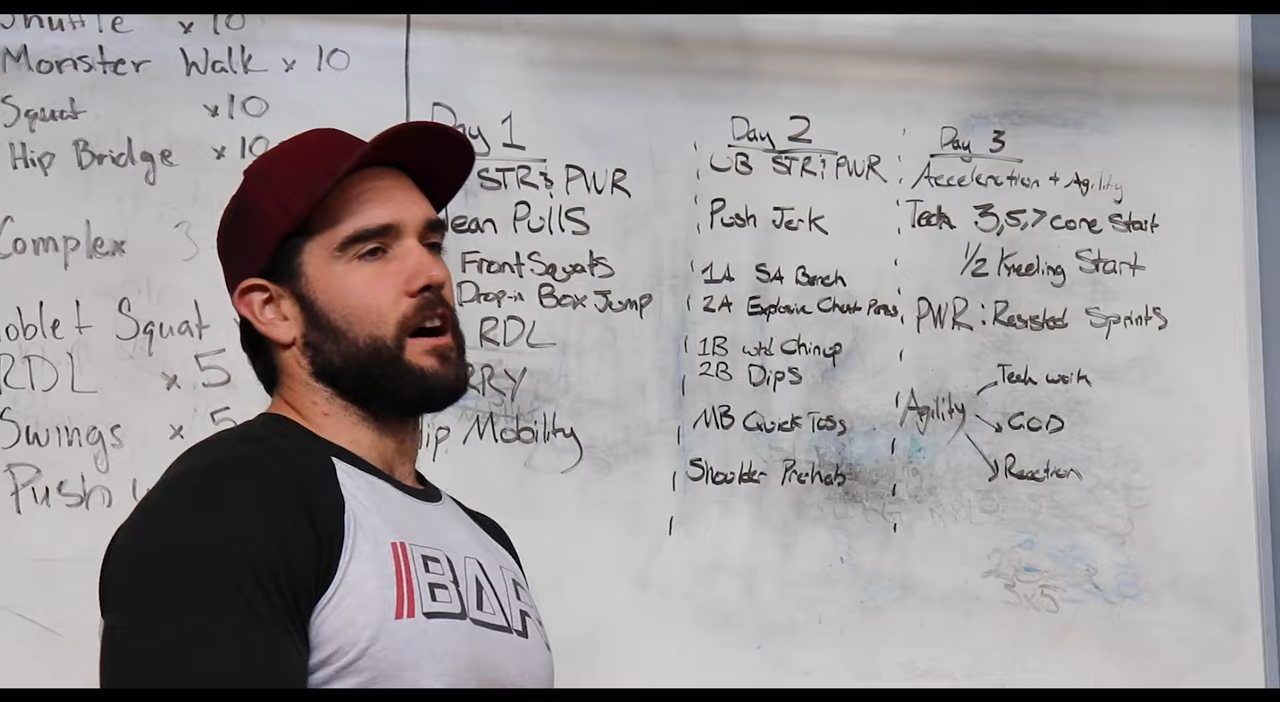 Shuttle x 10
Monster Walk x 10
Squat x10
Hip Bridge x 10
Complex 3
oblet Squat
RDL x 5
Swings x 5
Push
Day 1
STR & PWR
lean Pulls
Front Squats
Drop-in Box Jump
RDL
RRY
ip Mobility
Day 2
UB STR & PWR
Push Jerk
1A SA Bench
2A Explosive Chest Pass
1B wtd Chinup
2B Dips
MB Quick Toss
Shoulder Prehab
Day 3
Acceleration + Agility
Tech 3,5,7 cone Start
1/2 Kneeling Start
PWR: Resisted Sprints
Agility
Tech work
COD
Reaction
3x5
BAR